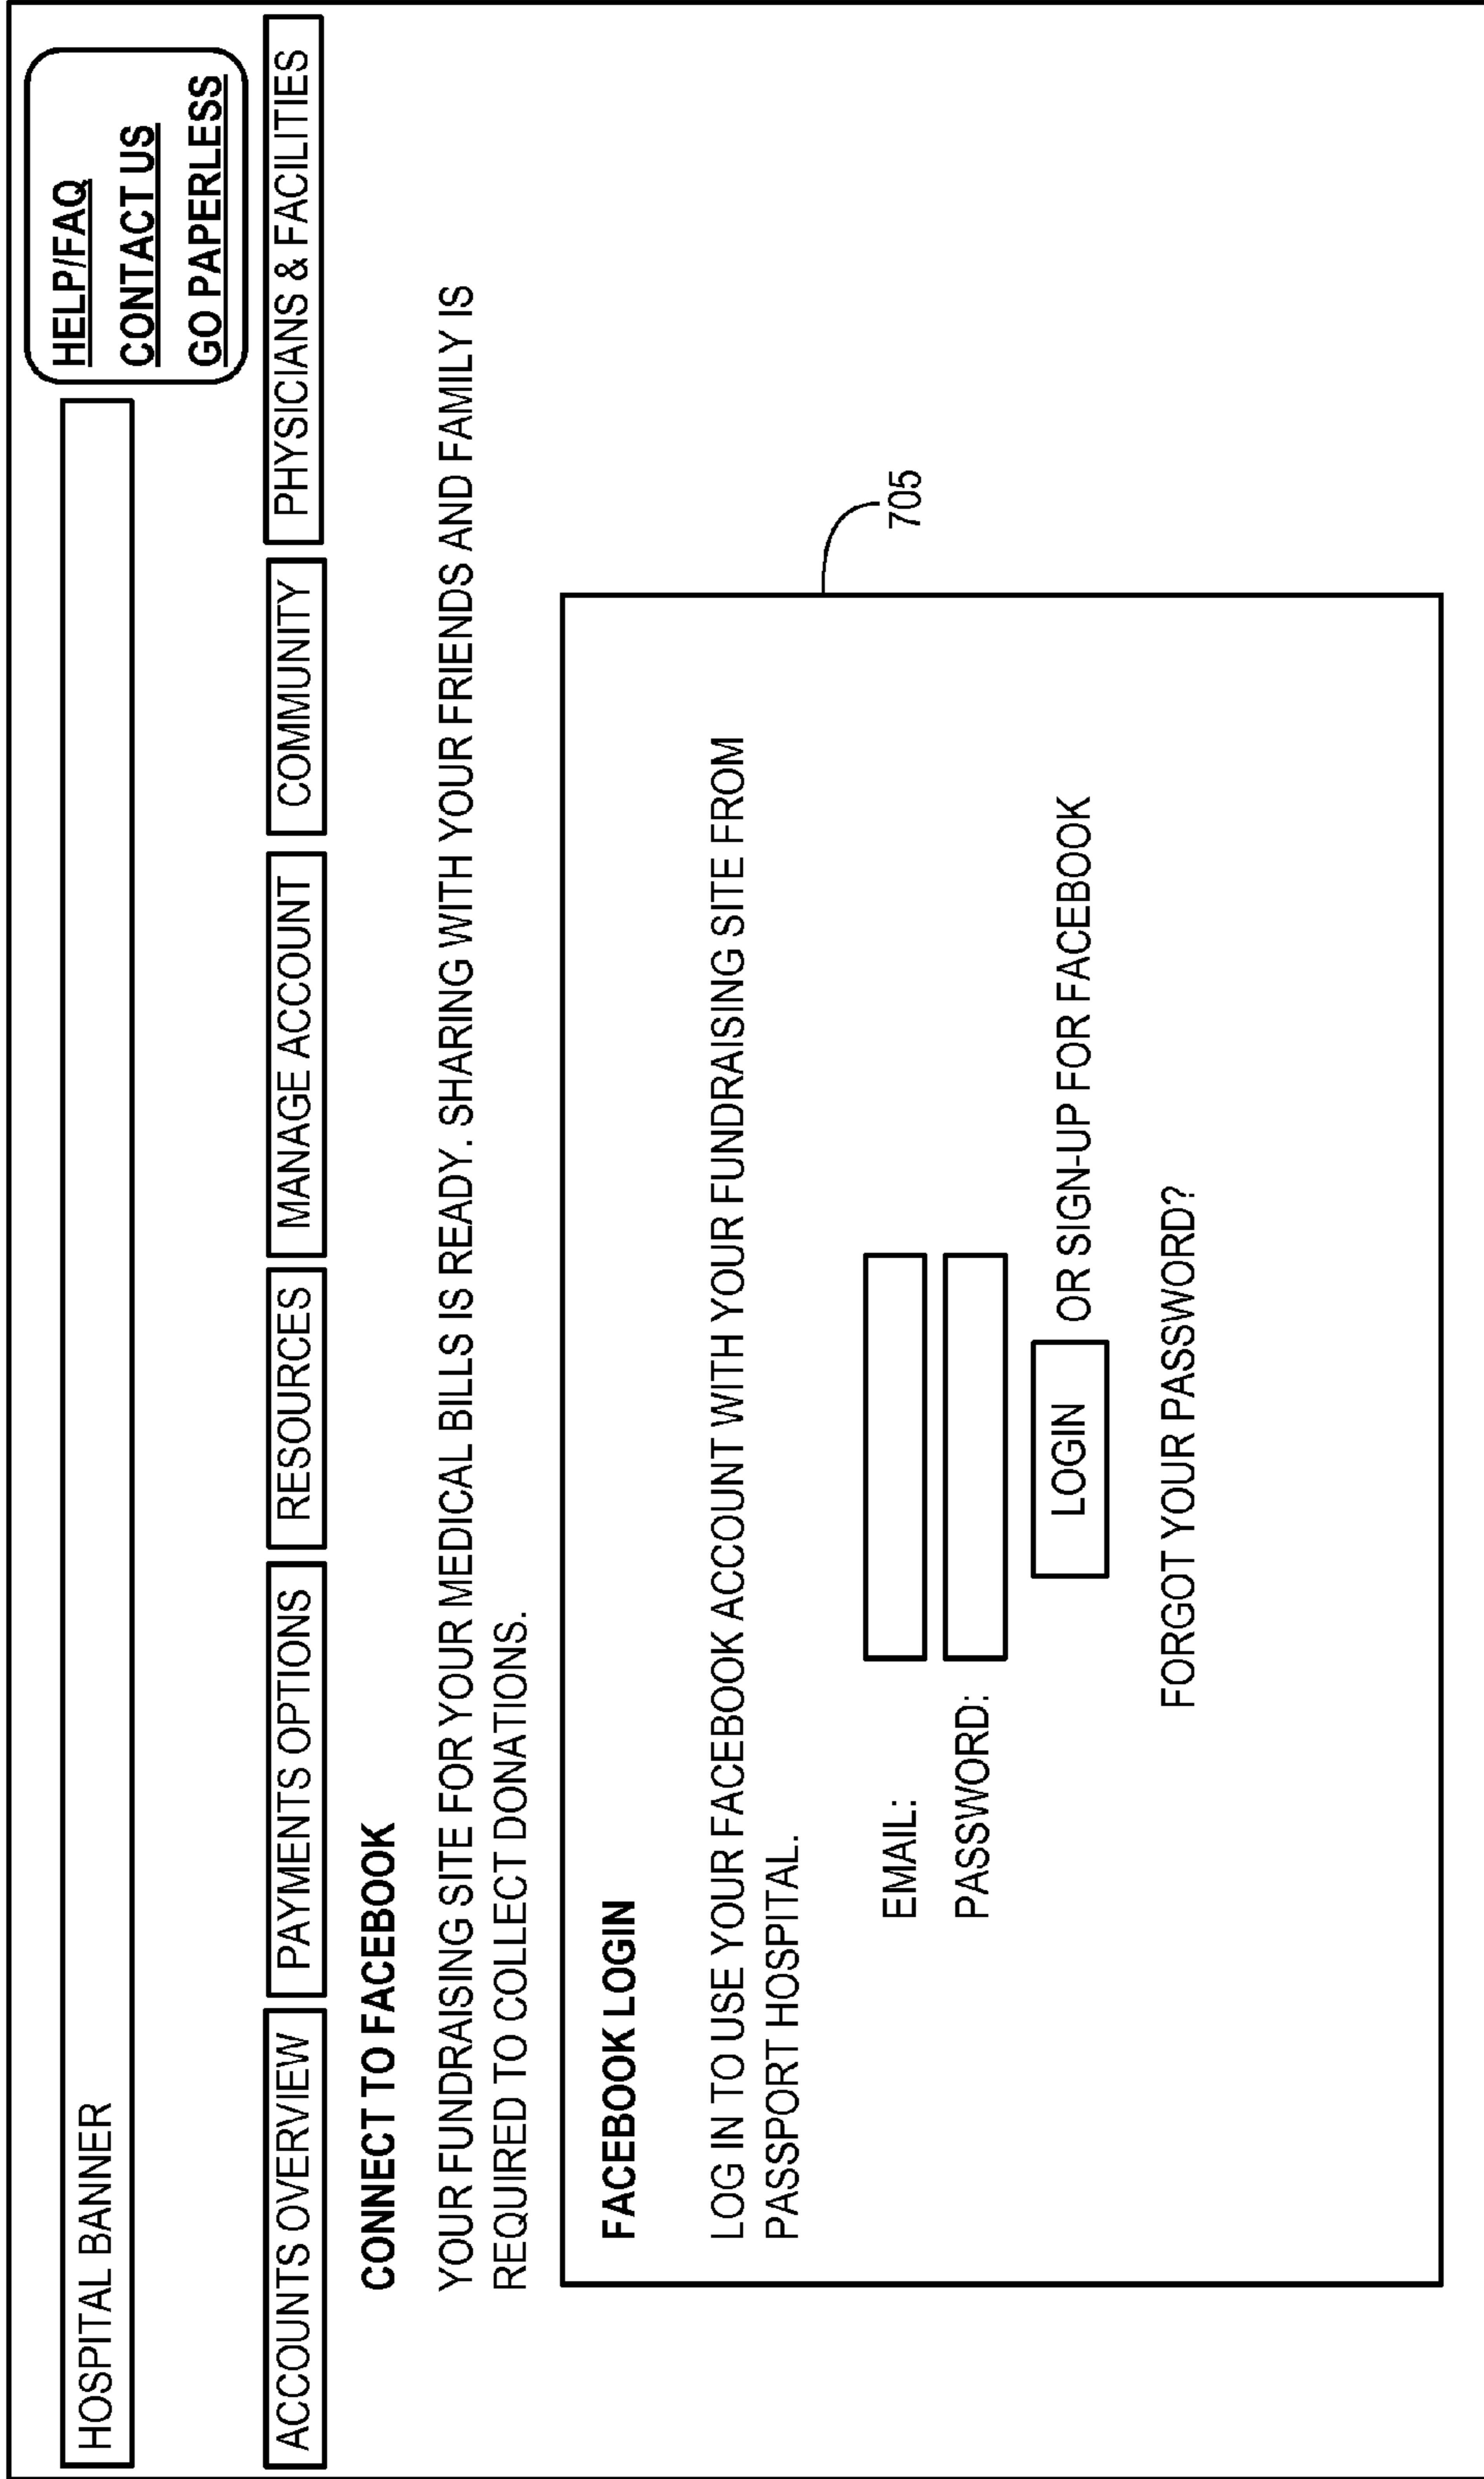 HOSPITAL BANNER
HELP/FAQ
CONTACT US
GO PAPERLESS
ACCOUNTS OVERVIEW
PAYMENTS OPTIONS
RESOURCES
MANAGE ACCOUNT
COMMUNITY
PHYSICIANS & FACILITIES
CONNECT TO FACEBOOK
YOUR FUNDRAISING SITE FOR YOUR MEDICAL BILLS IS READY. SHARING WITH YOUR FRIENDS AND FAMILY IS
REQUIRED TO COLLECT DONATIONS.
FACEBOOK LOGIN
LOG IN TO USE YOUR FACEBOOK ACCOUNT WITH YOUR FUNDRAISING SITE FROM
PASSPORT HOSPITAL.
EMAIL:
PASSWORD:
LOGIN OR SIGN-UP FOR FACEBOOK
FORGOT YOUR PASSWORD?
705